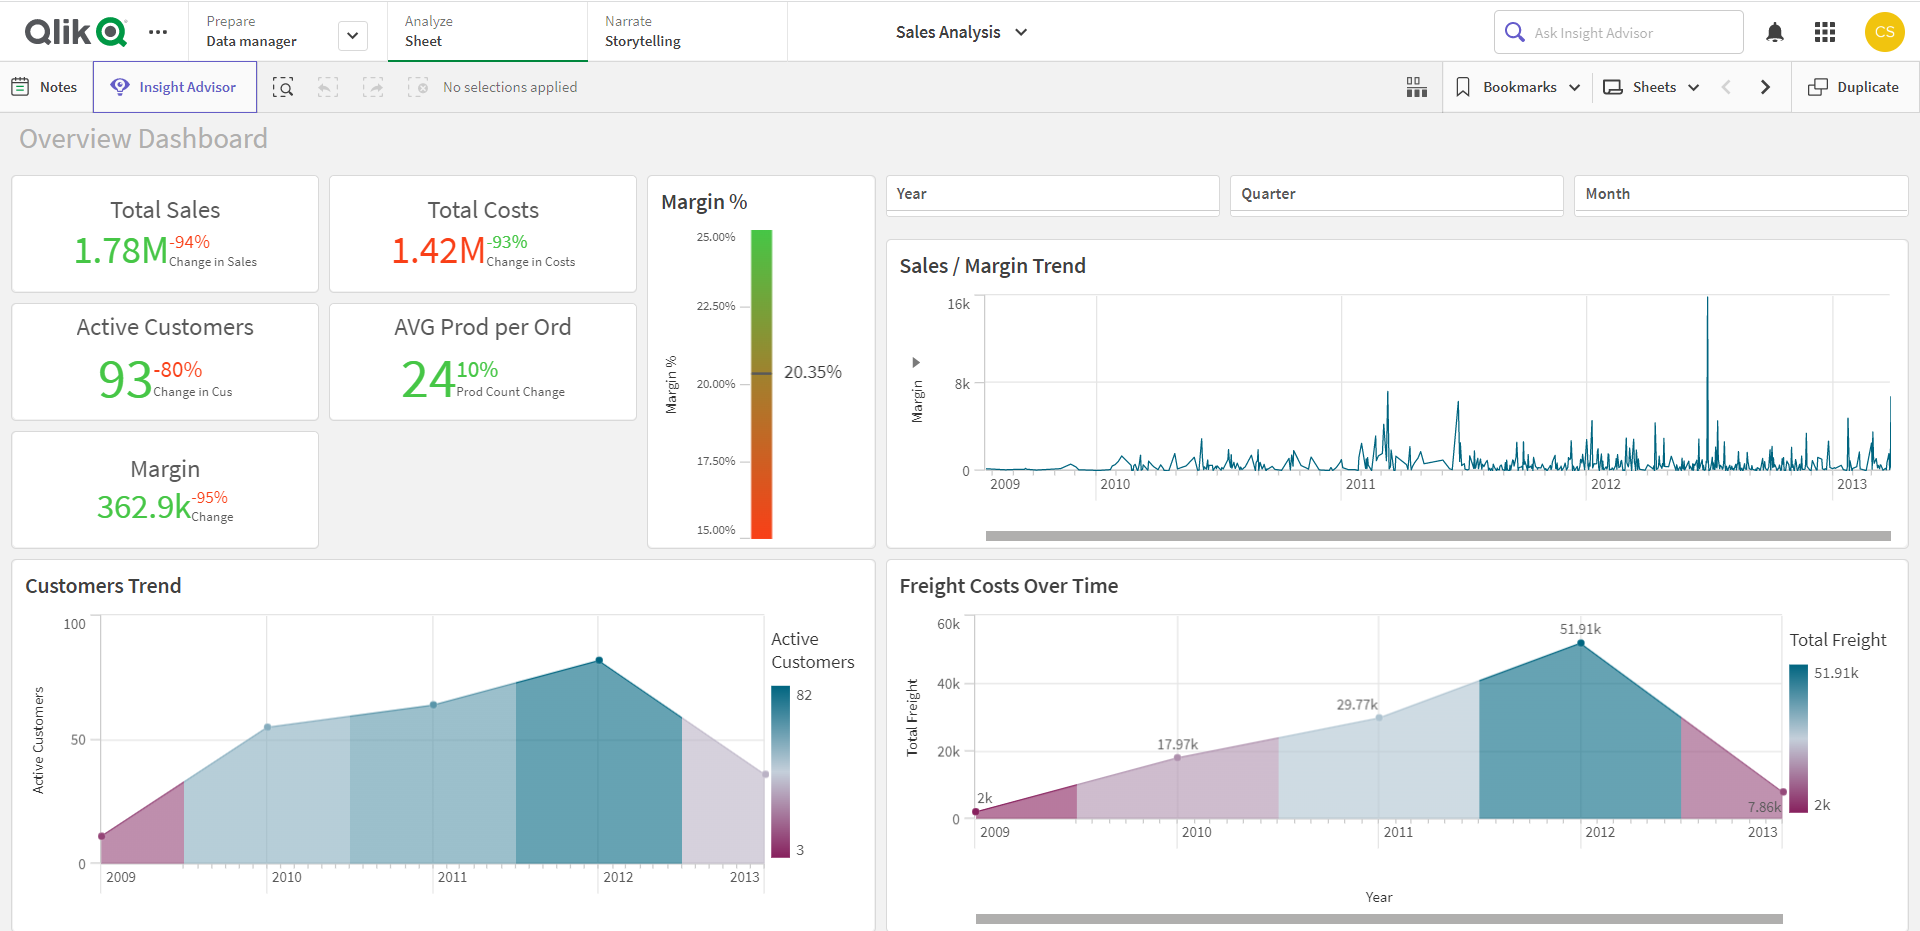 Qlik
Prepare
Data manager
Analyze
Sheet
Narrate
Storytelling
Sales Analysis
Ask Insight Advisor
CS
Notes
Insight Advisor
No selections applied
Bookmarks
Sheets
Duplicate
Overview Dashboard
Total Sales
1.78M
-94%
Change in Sales
Total Costs
1.42M
-93%
Change in Costs
Active Customers
93
-80%
Change in Cus
AVG Prod per Ord
24
10%
Prod Count Change
Margin
362.9k
-95%
Change
Margin %
25.00%
22.50%
20.00%
17.50%
15.00%
Margin %
20.35%
Year
Quarter
Month
Sales / Margin Trend
16k
8k
0
Margin
2009
2010
2011
2012
2013
Customers Trend
100
50
0
Active Customers
2009
2010
2011
2012
2013
Active
Customers
82
3
Freight Costs Over Time
60k
40k
20k
0
Total Freight
2k
17.97k
29.77k
51.91k
7.86k
2009
2010
2011
2012
2013
Year
Total Freight
51.91k
2k